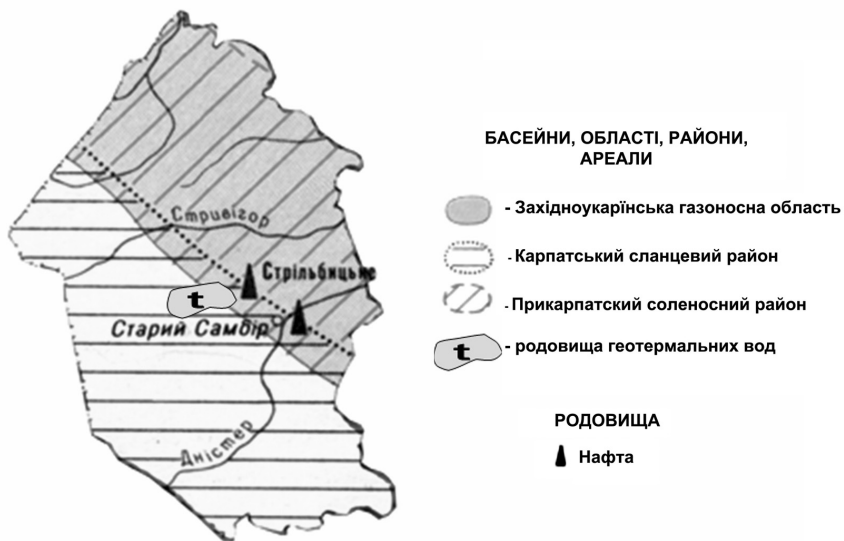 Стривігор
Стрільбицьке
t
Старий Самбір
Дністер
БАСЕЙНИ, ОБЛАСТІ, РАЙОНИ,
АРЕАЛИ
- Західноукарїнська газоносна область
- Карпатський сланцевий район
- Прикарпатский соленосний район
t - родовища геотермальних вод
РОДОВИЩА
Нафта